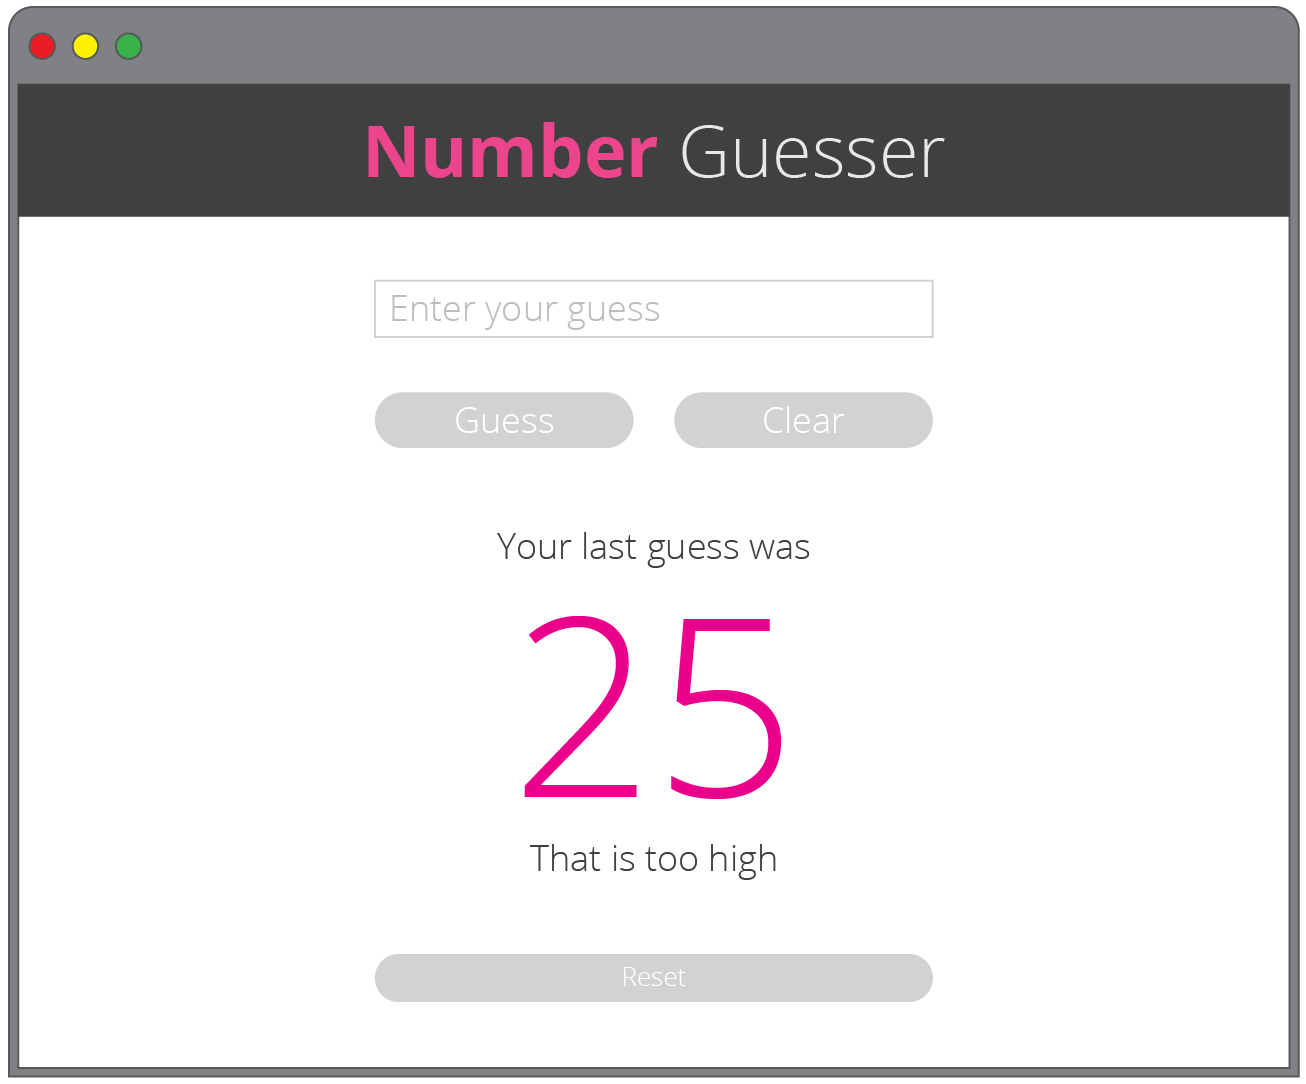 Number Guesser
Enter your guess
Guess Clear
Your last guess was
25
That is too high
Reset